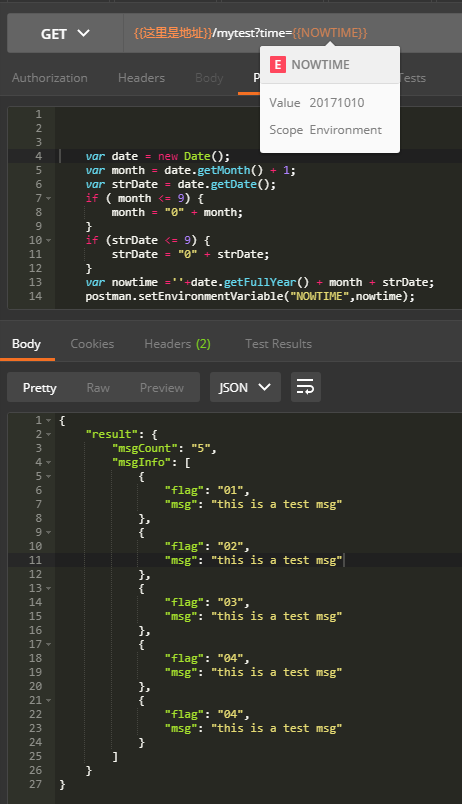 GET {{这里是地址}}/mytest?time={{NOWTIME}}
E NOWTIME
Value 20171010
Scope Environment
Authorization Headers Body P Tests
1
2
3
4 var date = new Date();
5 var month = date.getMonth() + 1;
6 var strDate = date.getDate();
7 if ( month <= 9) {
8 month = "0" + month;
9 }
10 if (strDate <= 9) {
11 strDate = "0" + strDate;
12 }
13 var nowtime =''+date.getFullYear() + month + strDate;
14 postman.setEnvironmentVariable("NOWTIME",nowtime);
Body Cookies Headers (2) Test Results
Pretty Raw Preview JSON
1 {
2 "result": {
3 "msgCount": "5",
4 "msgInfo": [
5 {
6 "flag": "01",
7 "msg": "this is a test msg"
8 },
9 {
10 "flag": "02",
11 "msg": "this is a test msg"
12 },
13 {
14 "flag": "03",
15 "msg": "this is a test msg"
16 },
17 {
18 "flag": "04",
19 "msg": "this is a test msg"
20 },
21 {
22 "flag": "04",
23 "msg": "this is a test msg"
24 }
25 ]
26 }
27 }